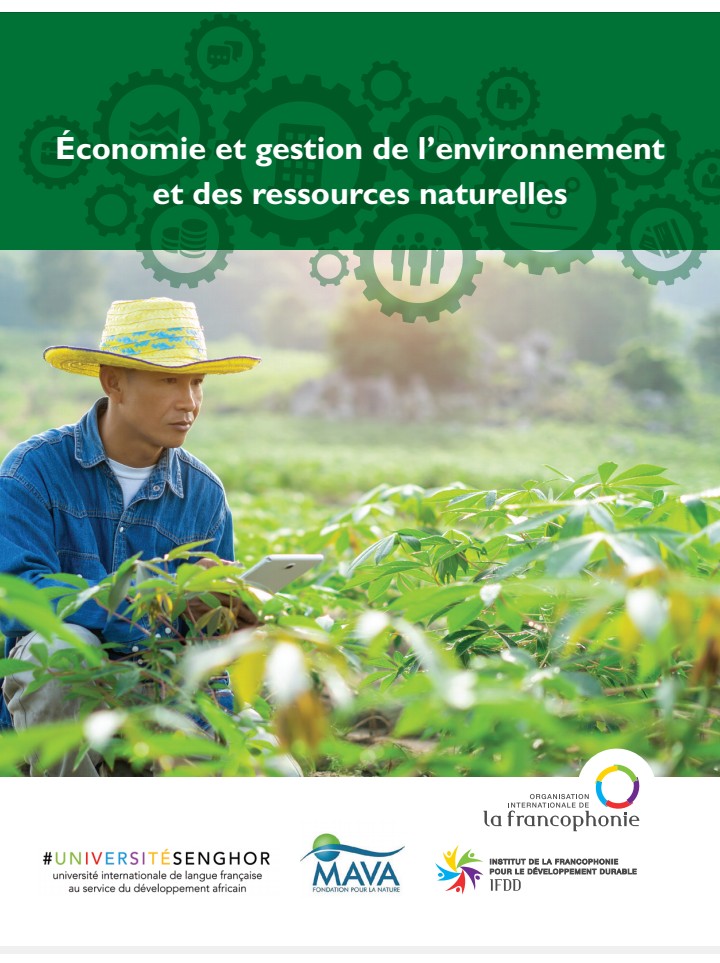 Économie et gestion de l’environnement
et des ressources naturelles
ORGANISATION
INTERNATIONALE DE
la francophonie
#UNIVERSITÉSENGHOR
université internationale de langue française
au service du développement africain
MAVA
FONDATION POUR LA NATURE
INSTITUT DE LA FRANCOPHONIE
POUR LE DÉVELOPPEMENT DURABLE
IFDD